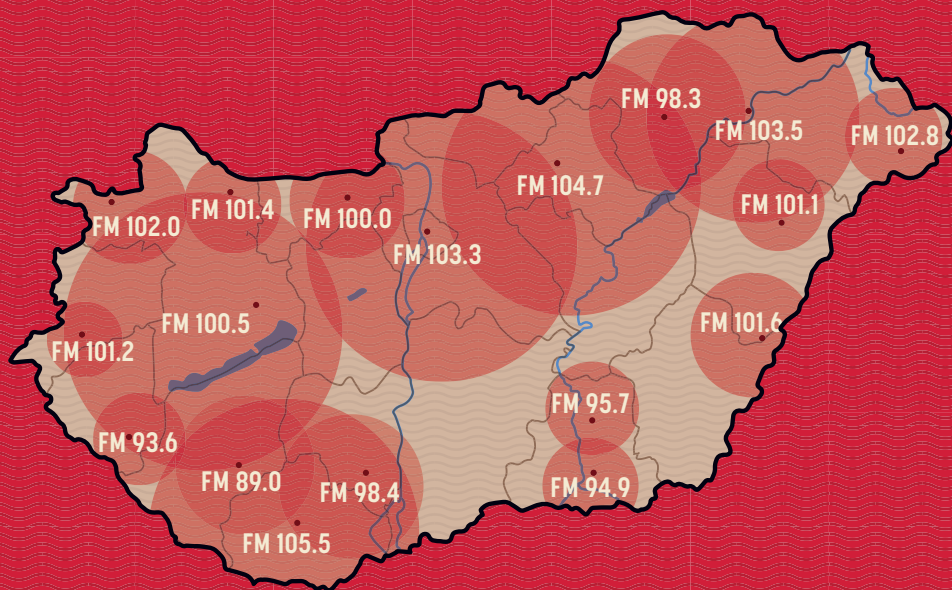 FM 98.3
FM 103.5
FM 102.8
FM 104.7
FM 101.1
FM 102.0
FM 101.4
FM 100.0
FM 103.3
FM 100.5
FM 101.6
FM 101.2
FM 95.7
FM 93.6
FM 89.0
FM 98.4
FM 94.9
FM 105.5